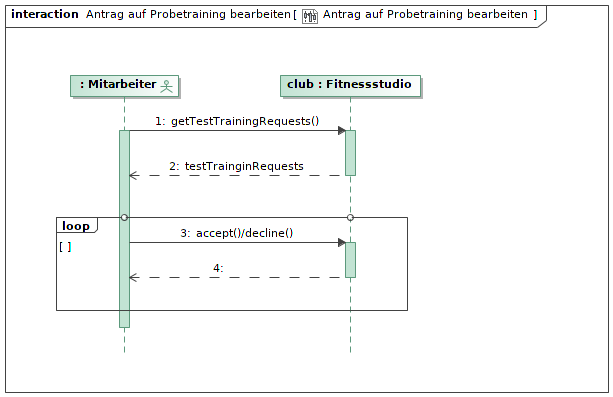 interaction Antrag auf Probetraining bearbeiten[ Antrag auf Probetraining bearbeiten ]
: Mitarbeiter
club : Fitnessstudio
1: getTestTrainingRequests()
2: testTrainginRequests
loop
3: accept()/decline()
[ ]
4: